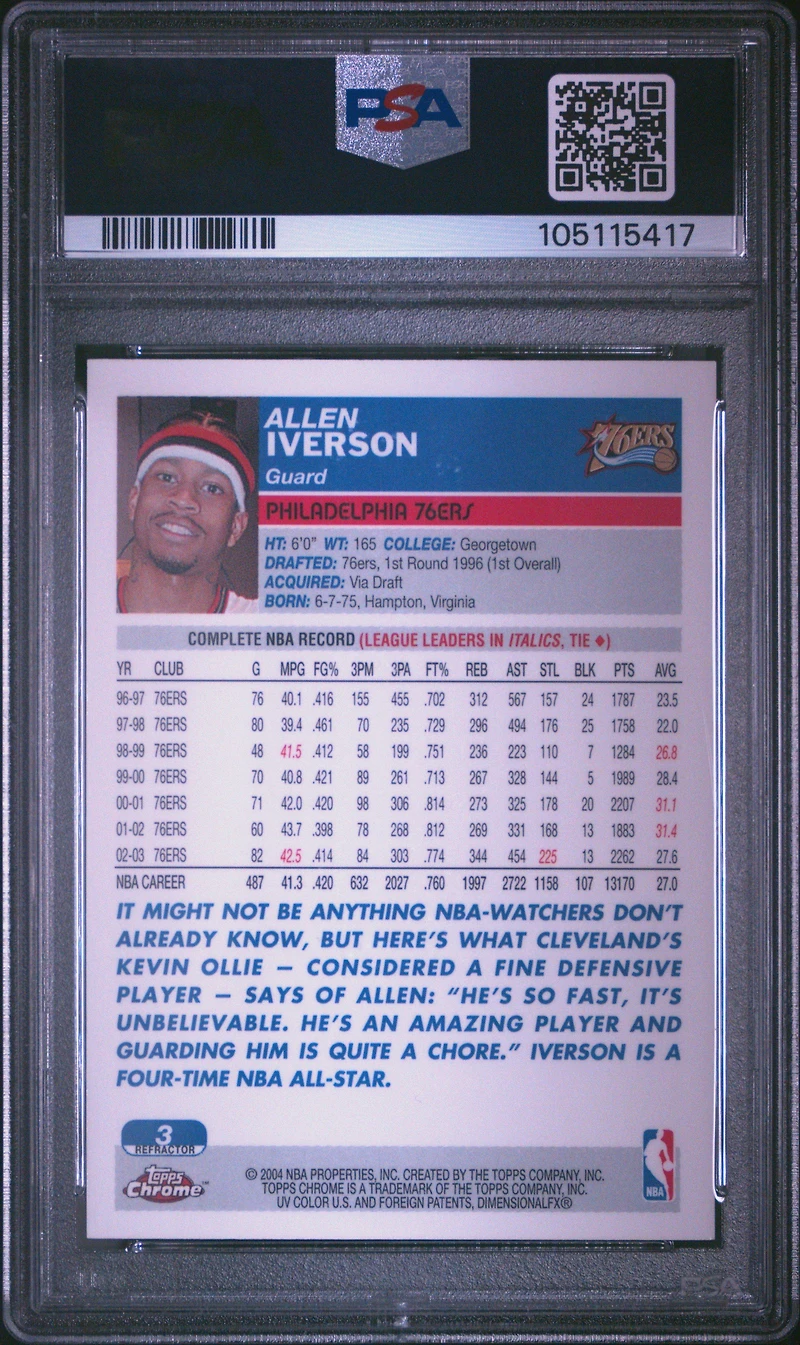 PSA
105115417
ALLEN
IVERSON
Guard
76ERS
PHILADELPHIA 76ERS
HT: 6'0" WT: 165 COLLEGE: Georgetown
DRAFTED: 76ers, 1st Round 1996 (1st Overall)
ACQUIRED: Via Draft
BORN: 6-7-75, Hampton, Virginia
COMPLETE NBA RECORD (LEAGUE LEADERS IN ITALICS, TIE ♦)
YR CLUB G MPG FG% 3PM 3PA FT% REB AST STL BLK PTS AVG
96-97 76ERS 76 40.1 .416 155 455 .702 312 567 157 24 1787 23.5
97-98 76ERS 80 39.4 .461 70 235 .729 296 494 176 25 1758 22.0
98-99 76ERS 48 41.5 .412 58 199 .751 236 223 110 7 1284 26.8
99-00 76ERS 70 40.8 .421 89 261 .713 267 328 144 5 1989 28.4
00-01 76ERS 71 42.0 .420 98 306 .814 273 325 178 20 2207 31.1
01-02 76ERS 60 43.7 .398 78 268 .812 269 331 168 13 1883 31.4
02-03 76ERS 82 42.5 .414 84 303 .774 344 454 225 13 2262 27.6
NBA CAREER 487 41.3 .420 632 2027 .760 1997 2722 1158 107 13170 27.0
IT MIGHT NOT BE ANYTHING NBA-WATCHERS DON'T
ALREADY KNOW, BUT HERE'S WHAT CLEVELAND'S
KEVIN OLLIE – CONSIDERED A FINE DEFENSIVE
PLAYER – SAYS OF ALLEN: "HE'S SO FAST, IT'S
UNBELIEVABLE. HE'S AN AMAZING PLAYER AND
GUARDING HIM IS QUITE A CHORE." IVERSON IS A
FOUR-TIME NBA ALL-STAR.
3
REFRACTOR
Topps
Chrome™
© 2004 NBA PROPERTIES, INC. CREATED BY THE TOPPS COMPANY, INC.
TOPPS CHROME IS A TRADEMARK OF THE TOPPS COMPANY, INC.
UV COLOR U.S. AND FOREIGN PATENTS, DIMENSIONALFX®
NBA
PSA